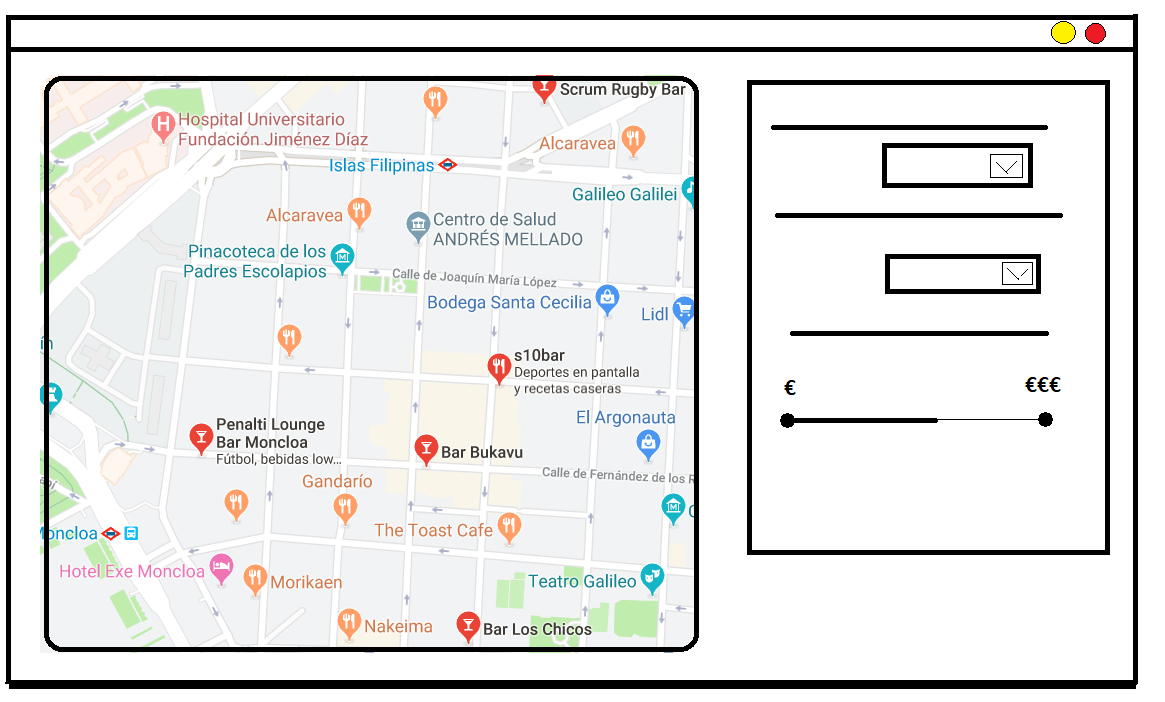 Scrum Rugby Bar
Hospital Universitario
Fundación Jiménez Díaz
Alcaravea
Islas Filipinas
Galileo Galilei
Alcaravea
Centro de Salud
ANDRÉS MELLADO
Pinacoteca de los
Padres Escolapios
Calle de Joaquín María López
Bodega Santa Cecilia
Lidl
s10bar
Deportes en pantalla
y recetas caseras
€
€€€
El Argonauta
Penalti Lounge
Bar Moncloa
Fútbol, bebidas low...
Bar Bukavu
Calle de Fernández de los R
Gandarío
The Toast Cafe
Moncloa
Hotel Exe Moncloa
Morikaen
Teatro Galileo
Nakeima
Bar Los Chicos